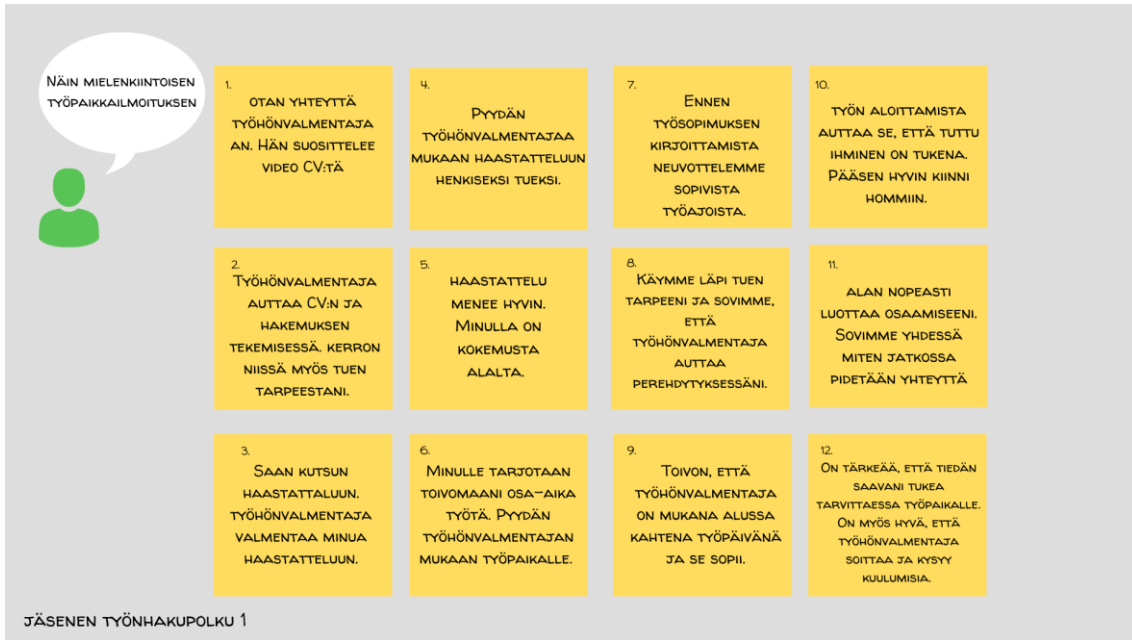 Näin mielenkiintoisen
työpaikkailmoituksen
1.
otan yhteyttä
työhönvalmentaja
an. Hän suosittelee
video CV:tä
2.
Työhönvalmentaja
auttaa CV:n ja
hakemuksen
tekemisessä. kerron
niissä myös tuen
tarpeestani.
3.
Saan kutsun
haastattaluun.
työhönvalmentaja
valmentaa minua
haastatteluun.
4.
Pyydän
työhönvalmentajaa
mukaan haastatteluun
henkiseksi tueksi.
5.
haastattelu
menee hyvin.
Minulla on
kokemusta
alalta.
6.
Minulle tarjotaan
toivomaani osa-aika
työtä. Pyydän
työhönvalmentajan
mukaan työpaikalle.
7.
Ennen
työsopimuksen
kirjoittamista
neuvottelemme
sopivista
työajoista.
8.
Käymme läpi tuen
tarpeeni ja sovimme,
että
työhönvalmentaja
auttaa
perehdytyksessäni.
9.
Toivon, että
työhönvalmentaja
on mukana alussa
kahtena työpäivänä
ja se sopii.
10.
työn aloittamista
auttaa se, että tuttu
ihminen on tukena.
Pääsen hyvin kiinni
hommiin.
11.
alan nopeasti
luottaa osaamiseeni.
Sovimme yhdessä
miten jatkossa
pidetään yhteyttä
12.
On tärkeää, että tiedän
saavani tukea
tarvittaessa työpaikalle.
On myös hyvä, että
työhönvalmentaja
soittaa ja kysyy
kuulumisia.
jäsenen työnhakupolku 1